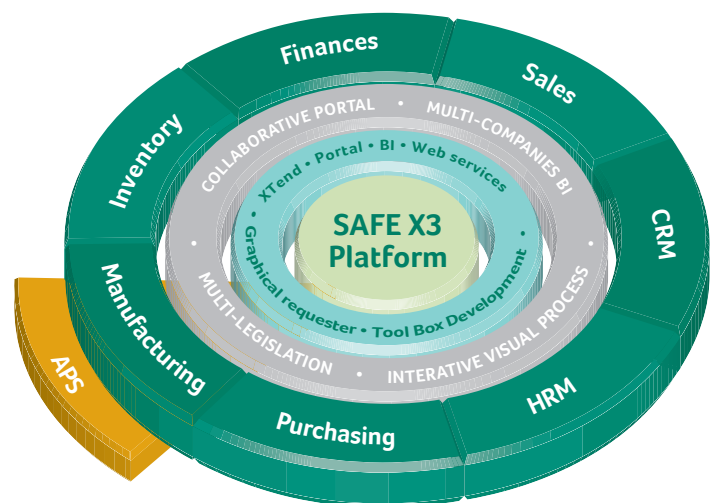 Finances
Sales
CRM
HRM
Purchasing
Manufacturing
Inventory
APS
COLLABORATIVE PORTAL • MULTI-COMPANIES BI
• INTERATIVE VISUAL PROCESS
• MULTI-LEGISLATION •
• XTend • Portal • BI • Web services •
Graphical requester • Tool Box Development
SAFE X3
Platform